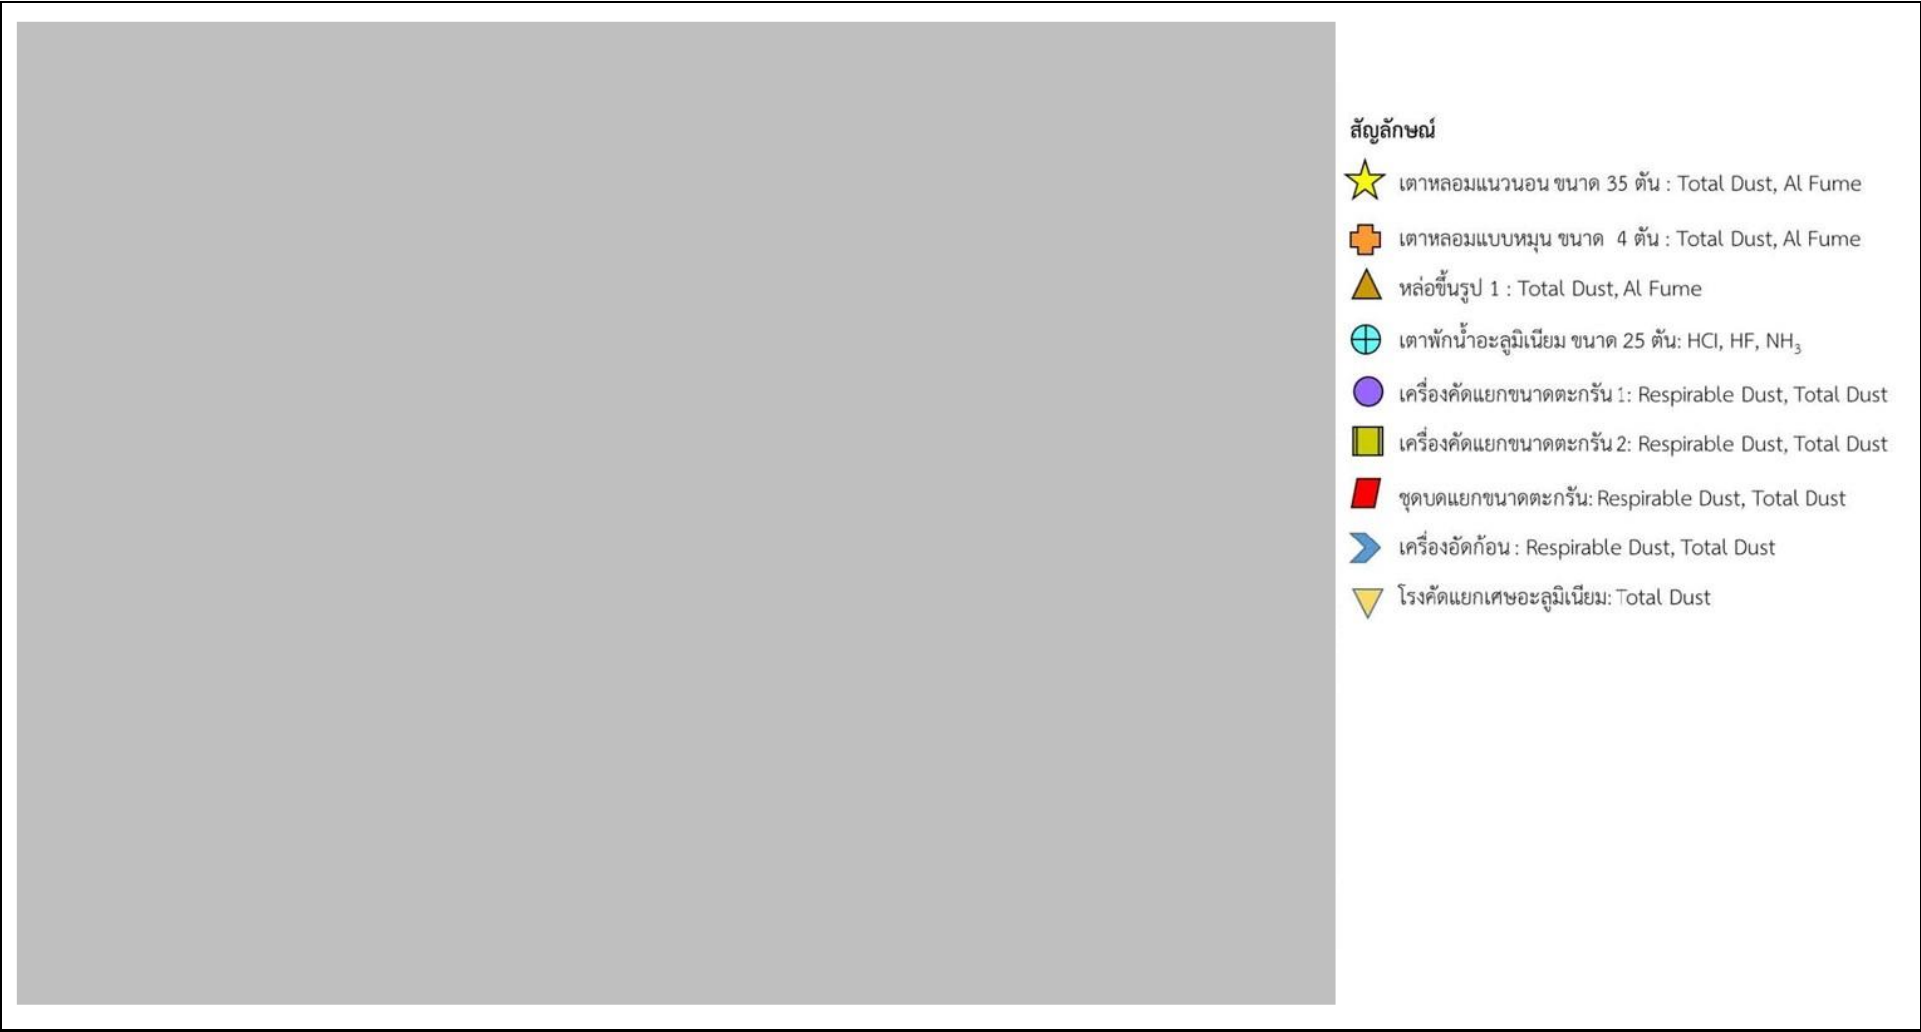 สัญลักษณ์
เตาหลอมแนวนอน ขนาด 35 ตัน : Total Dust, Al Fume
เตาหลอมแบบหมุน ขนาด 4 ตัน : Total Dust, Al Fume
หล่อขึ้นรูป 1 : Total Dust, Al Fume
เตาพักน้ำอะลูมิเนียม ขนาด 25 ตัน: HCl, HF, NH₃
เครื่องคัดแยกขนาดตะกรัน 1: Respirable Dust, Total Dust
เครื่องคัดแยกขนาดตะกรัน 2: Respirable Dust, Total Dust
ชุดบดแยกขนาดตะกรัน: Respirable Dust, Total Dust
เครื่องอัดก้อน : Respirable Dust, Total Dust
โรงคัดแยกเศษอะลูมิเนียม: Total Dust